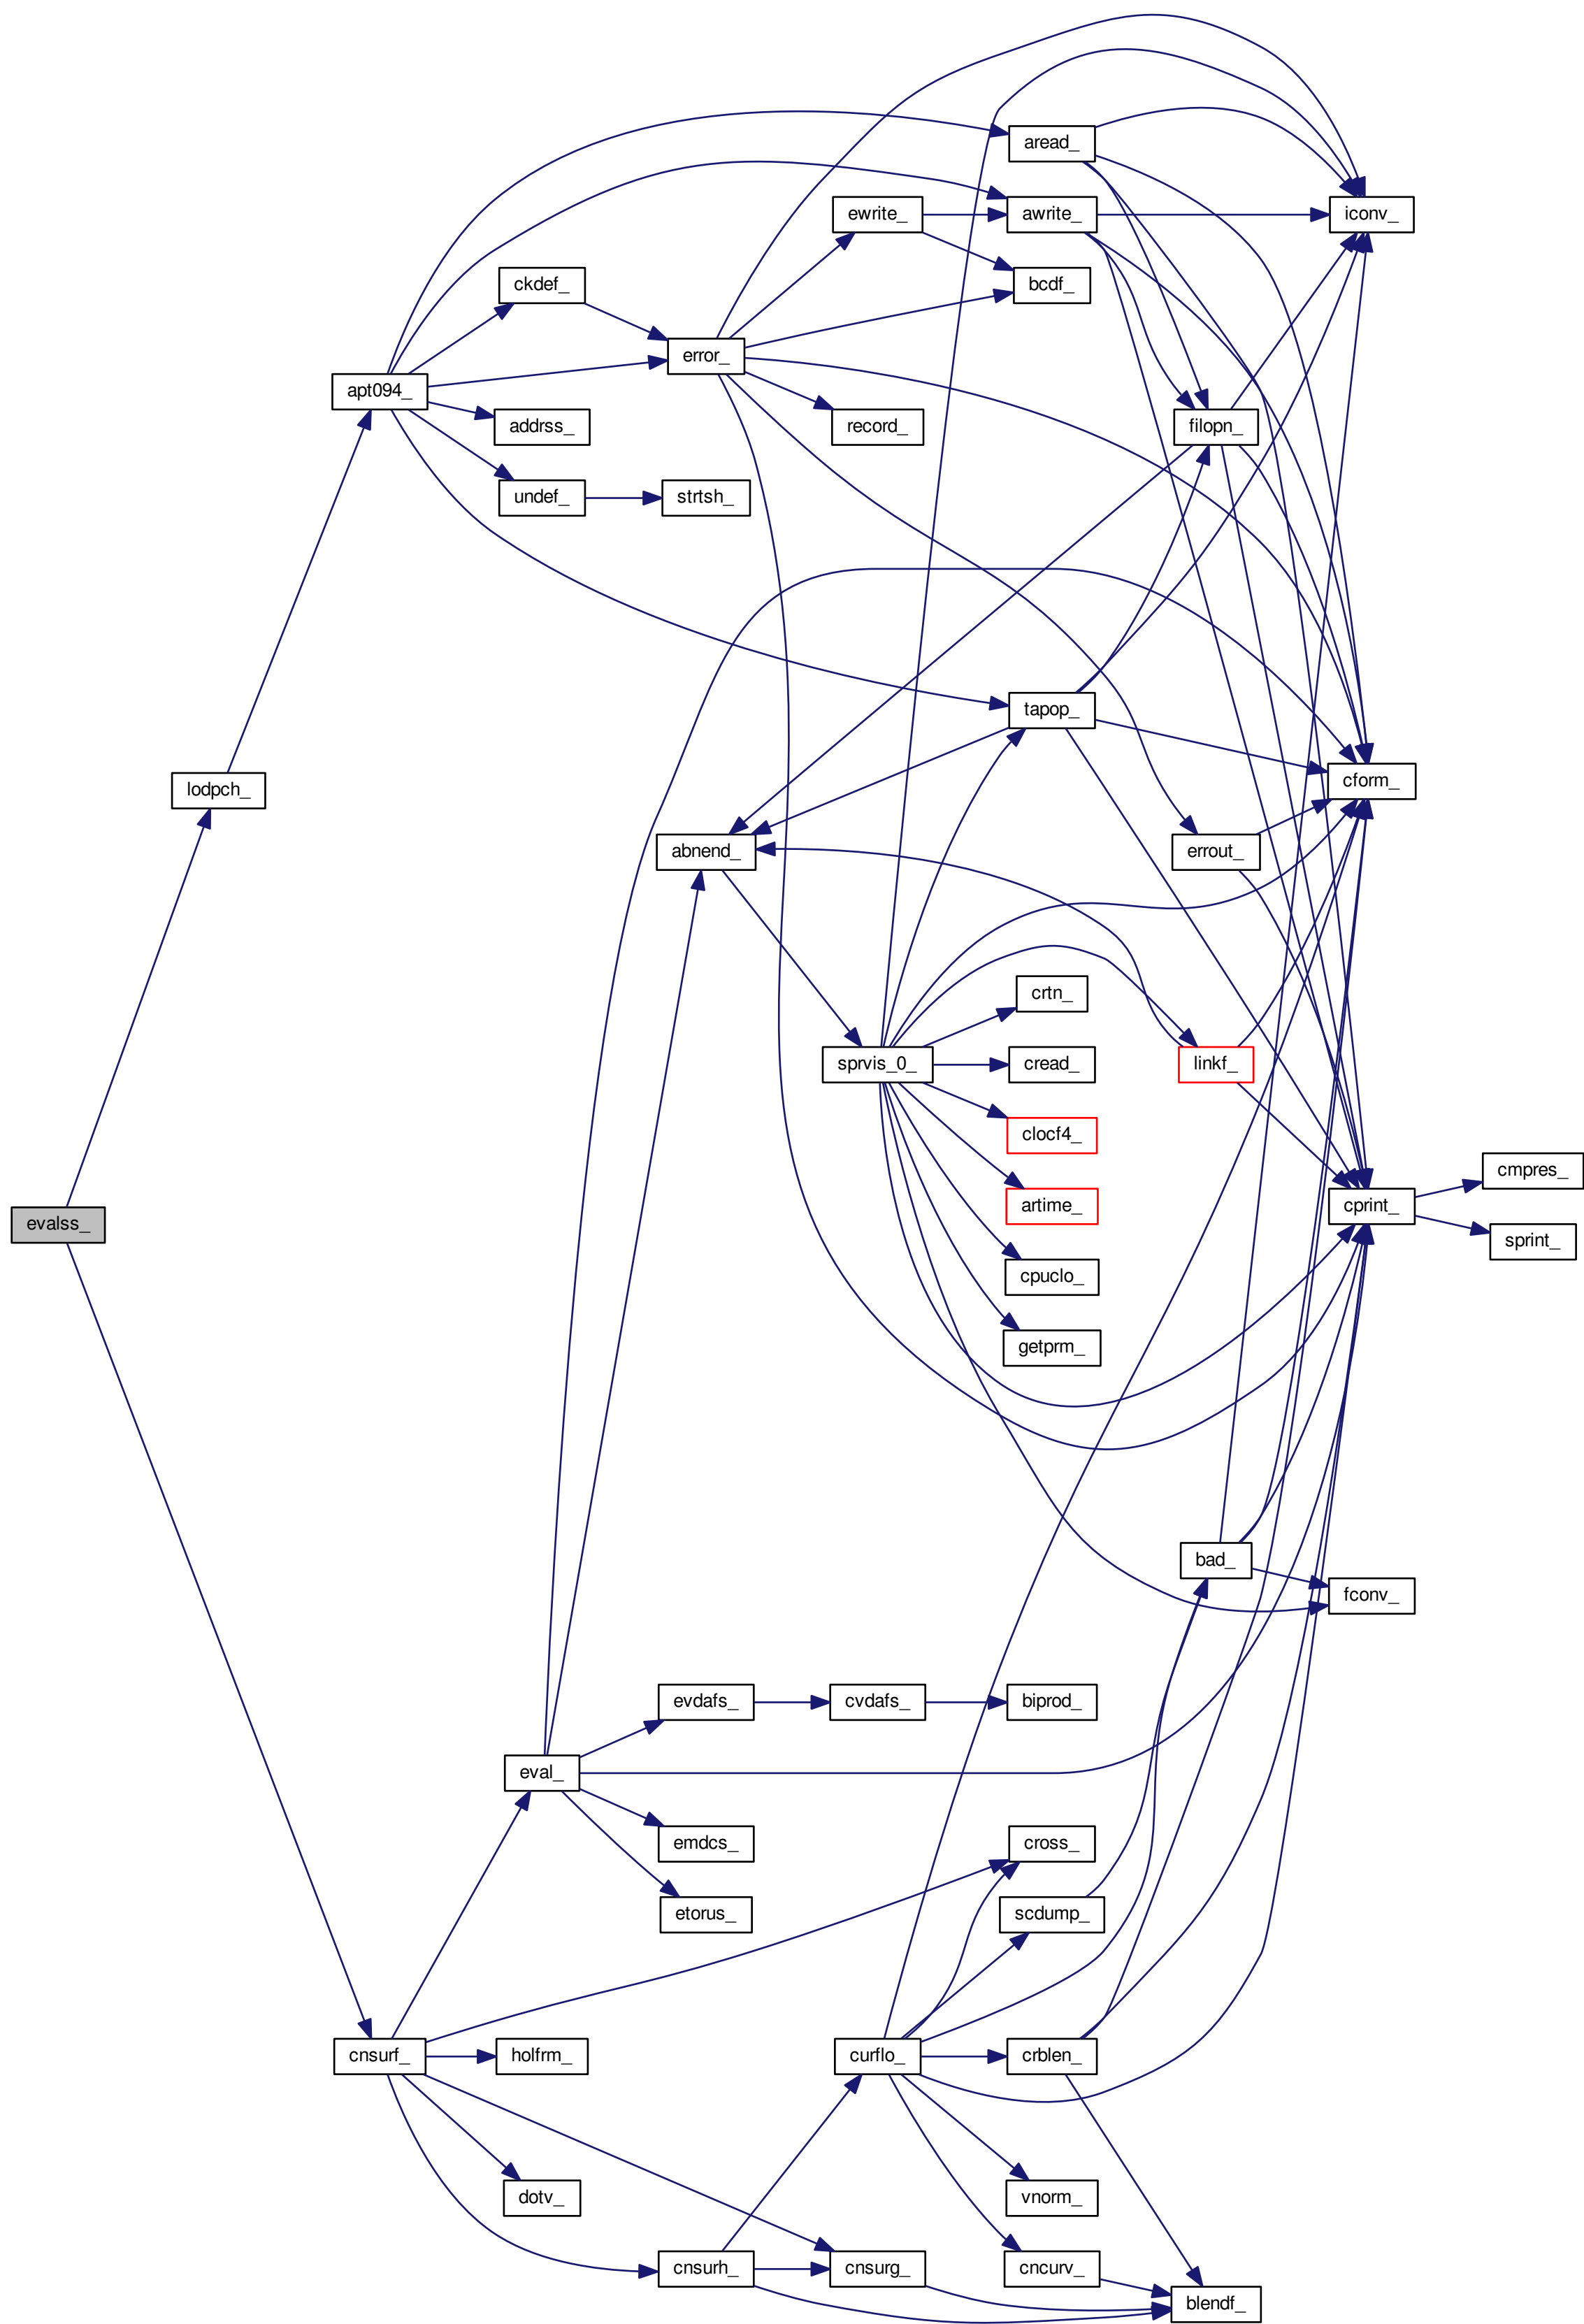 aread_
ewrite_
awrite_
iconv_
ckdef_
bcdf_
error_
apt094_
addrss_
record_
filopn_
undef_
strtsh_
tapop_
lodpch_
cform_
abnend_
errout_
crtn_
sprvis_0_
cread_
linkf_
clocf4_
cmpres_
artime_
cprint_
evalss_
sprint_
cpuclo_
getprm_
bad_
fconv_
evdafs_
cvdafs_
biprod_
eval_
emdcs_
cross_
etorus_
scdump_
cnsurf_
holfrm_
curflo_
crblen_
dotv_
vnorm_
cnsurh_
cnsurg_
cncurv_
blendf_